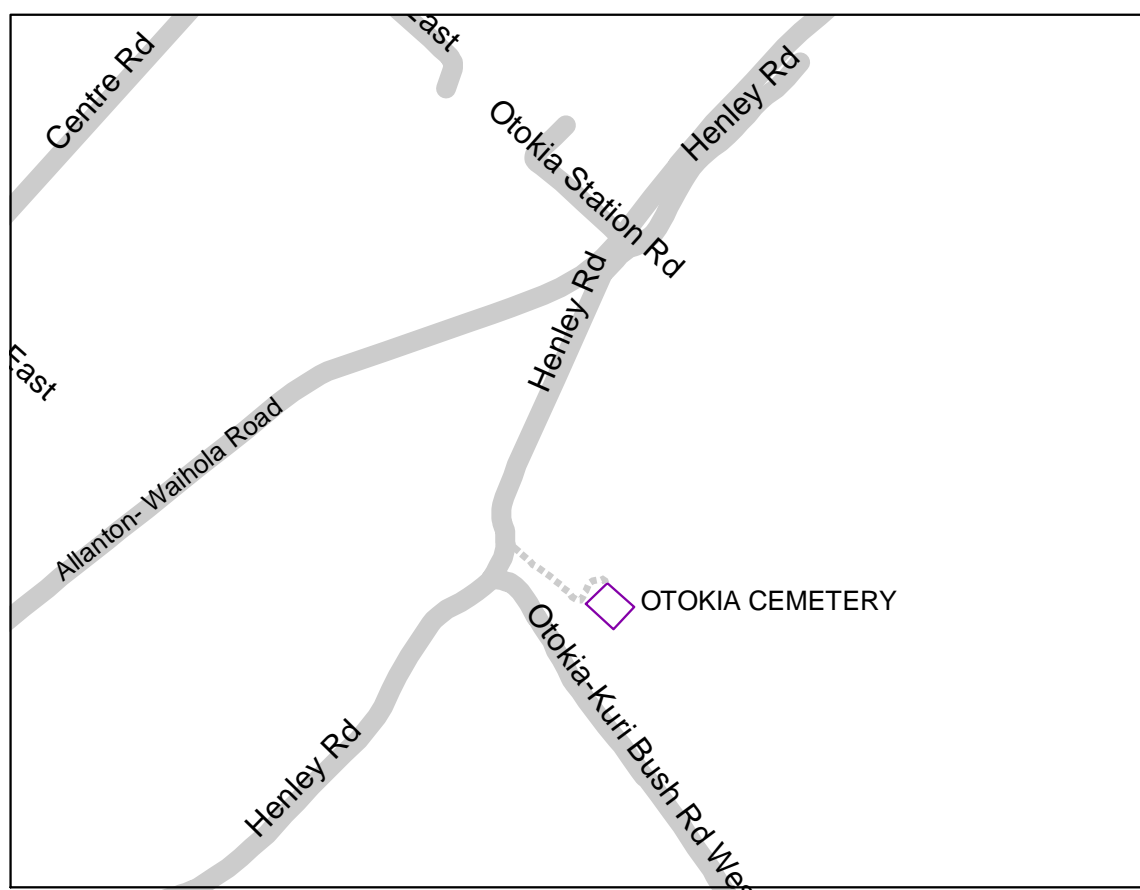 East
Centre Rd
Henley Rd
Otokia Station Rd
Henley Rd
East
Allanton- Waihola Road
OTOKIA CEMETERY
Otokia-Kuri Bush Rd Wes
Henley Rd